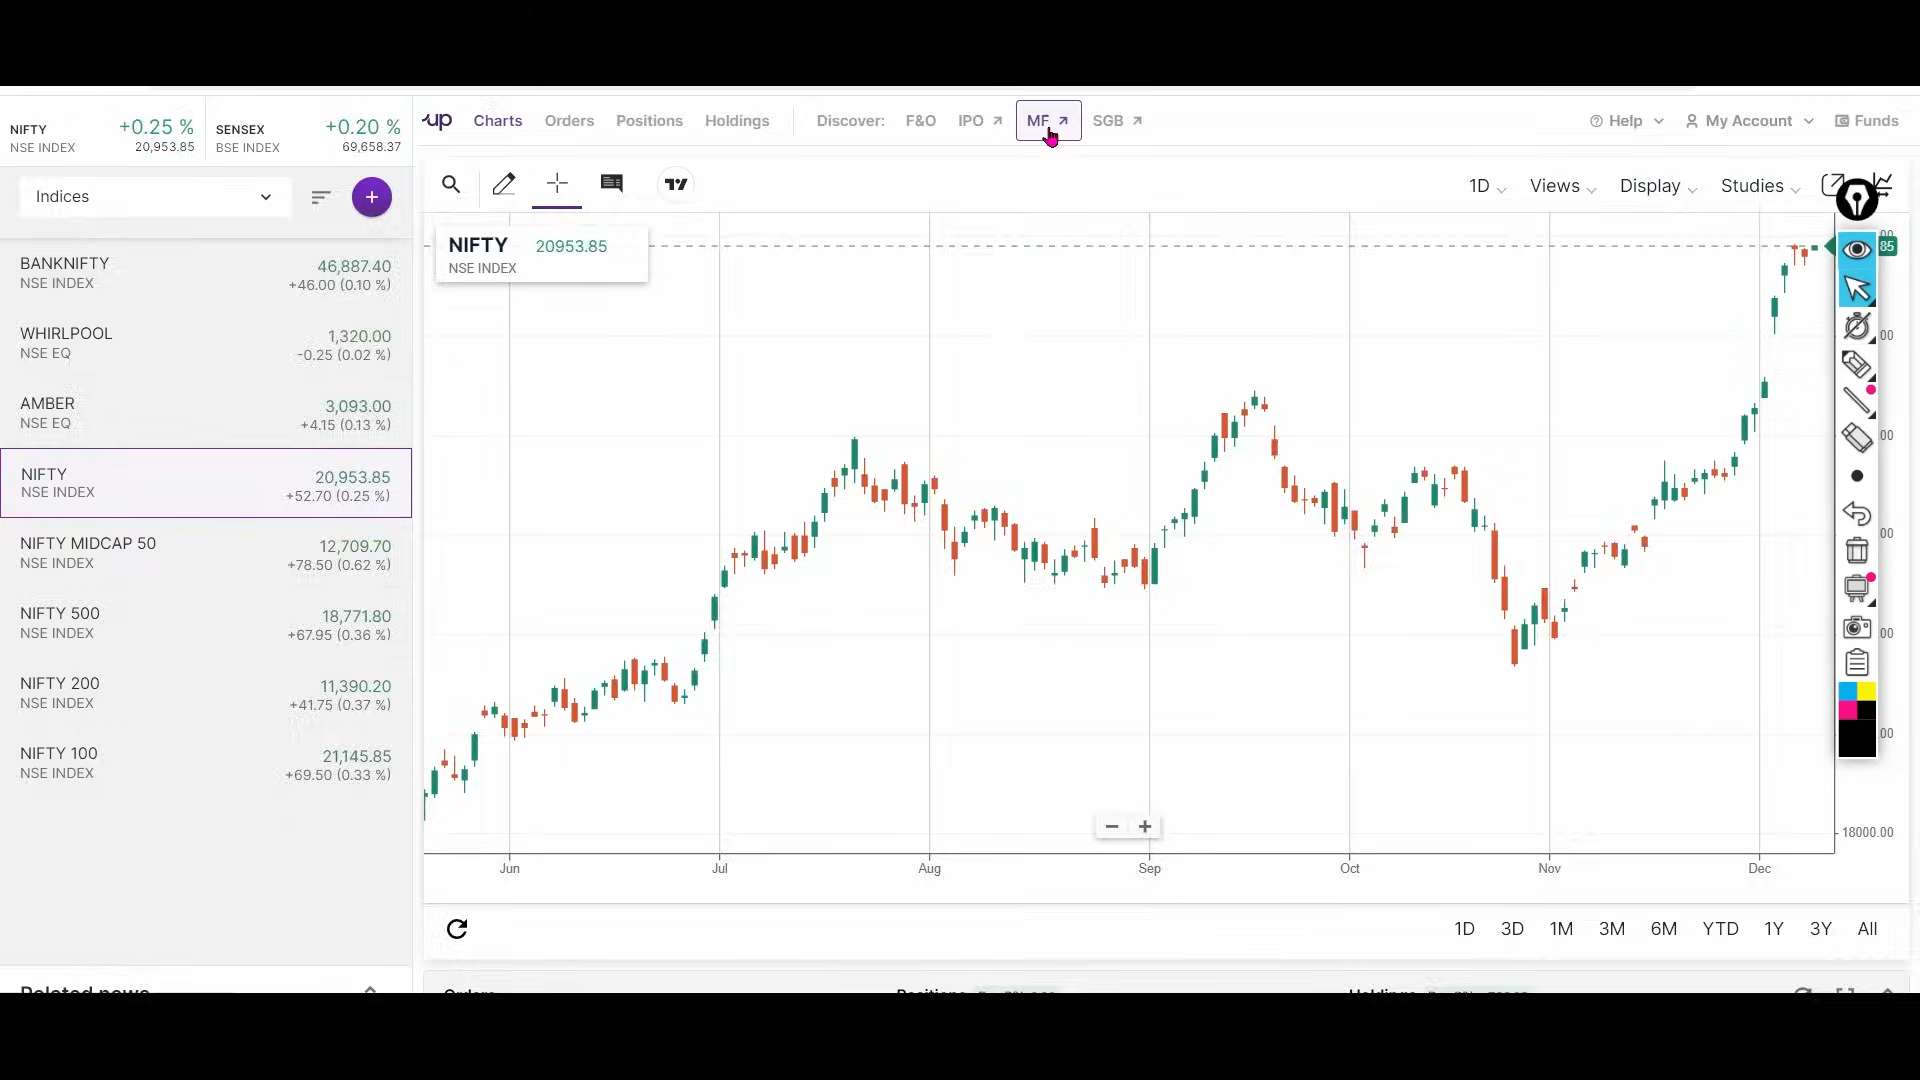 NIFTY +0.25 % SENSEX +0.20 %
NSE INDEX 20,953.85 BSE INDEX 69,658.37
up Charts Orders Positions Holdings Discover: F&O IPO MF SGB Help My Account Funds
Indices
1D Views Display Studies
NIFTY 20953.85
NSE INDEX
BANKNIFTY 46,887.40
NSE INDEX +46.00 (0.10 %)
WHIRLPOOL 1,320.00
NSE EQ -0.25 (0.02 %)
AMBER 3,093.00
NSE EQ +4.15 (0.13 %)
NIFTY 20,953.85
NSE INDEX +52.70 (0.25 %)
NIFTY MIDCAP 50 12,709.70
NSE INDEX +78.50 (0.62 %)
NIFTY 500 18,771.80
NSE INDEX +67.95 (0.36 %)
NIFTY 200 11,390.20
NSE INDEX +41.75 (0.37 %)
NIFTY 100 21,145.85
NSE INDEX +69.50 (0.33 %)
85
00
00
00
00
00
18000.00
Jun Jul Aug Sep Oct Nov Dec
1D 3D 1M 3M 6M YTD 1Y 3Y All
Related news
Orders Positions Holdings